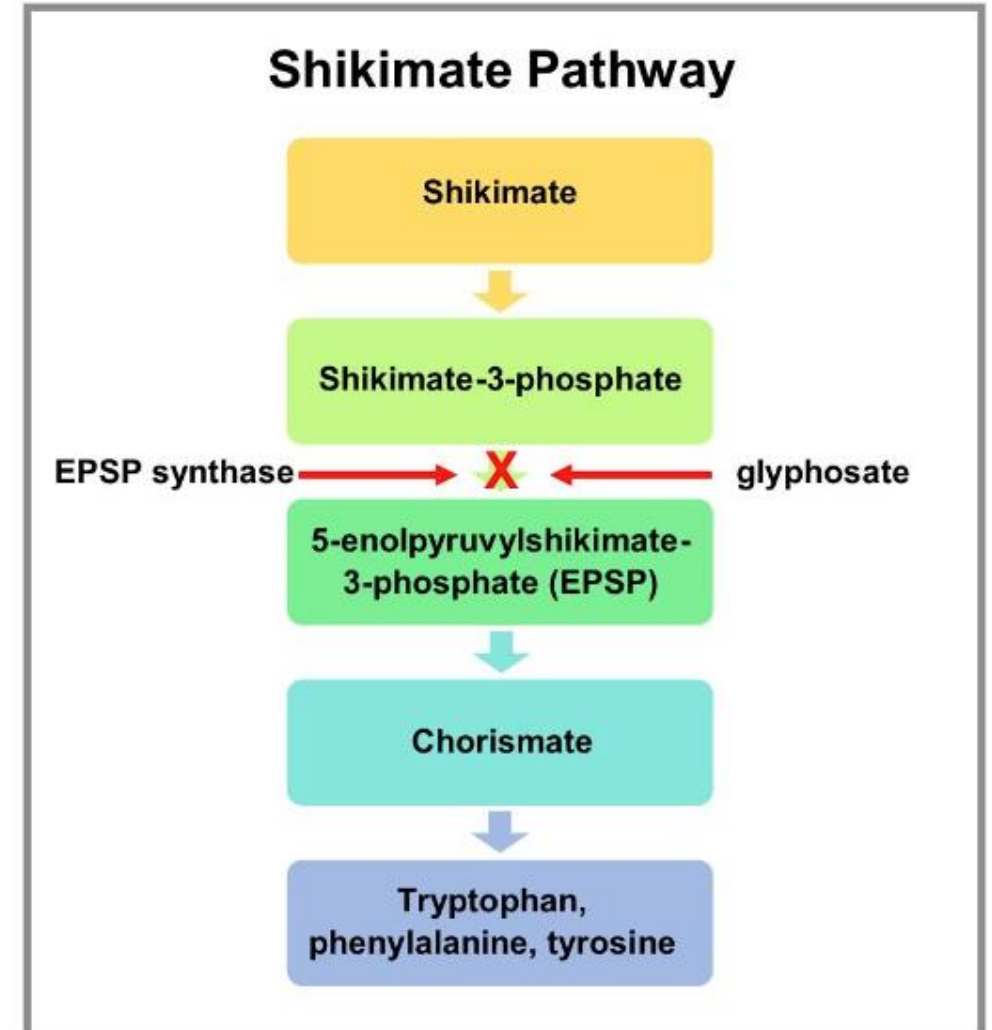 Shikimate Pathway
Shikimate
Shikimate-3-phosphate
EPSP synthase X glyphosate
5-enolpyruvylshikimate-
3-phosphate (EPSP)
Chorismate
Tryptophan,
phenylalanine, tyrosine